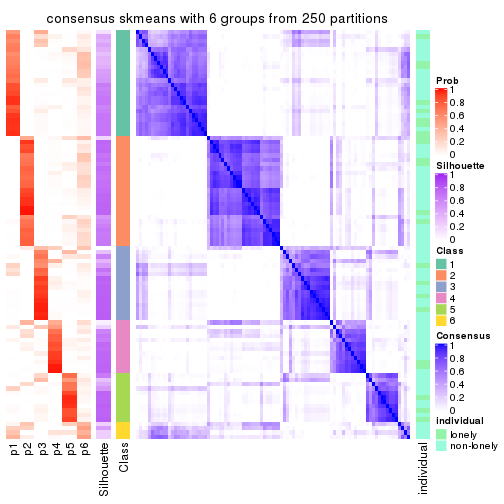 consensus skmeans with 6 groups from 250 partitions
Prob
1
0.8
0.6
0.4
0.2
0
Silhouette
1
0.8
0.6
0.4
0.2
0
Class
1
2
3
4
5
6
Consensus
1
0.8
0.6
0.4
0.2
0
individual
lonely
non-lonely
p1
p2
p3
p4
p5
p6
Silhouette
Class
individual